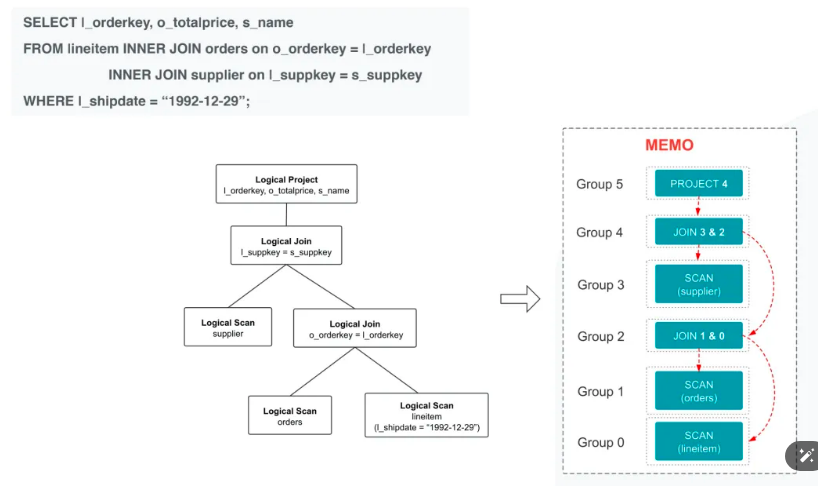 SELECT l_orderkey, o_totalprice, s_name
FROM lineitem INNER JOIN orders on o_orderkey = l_orderkey
INNER JOIN supplier on l_suppkey = s_suppkey
WHERE l_shipdate = “1992-12-29”;
Logical Project
l_orderkey, o_totalprice, s_name
Logical Join
l_suppkey = s_suppkey
Logical Scan
supplier
Logical Join
o_orderkey = l_orderkey
Logical Scan
orders
Logical Scan
lineitem
(l_shipdate = “1992-12-29”)
MEMO
Group 5
PROJECT 4
Group 4
JOIN 3 & 2
Group 3
SCAN
(supplier)
Group 2
JOIN 1 & 0
Group 1
SCAN
(orders)
Group 0
SCAN
(lineitem)